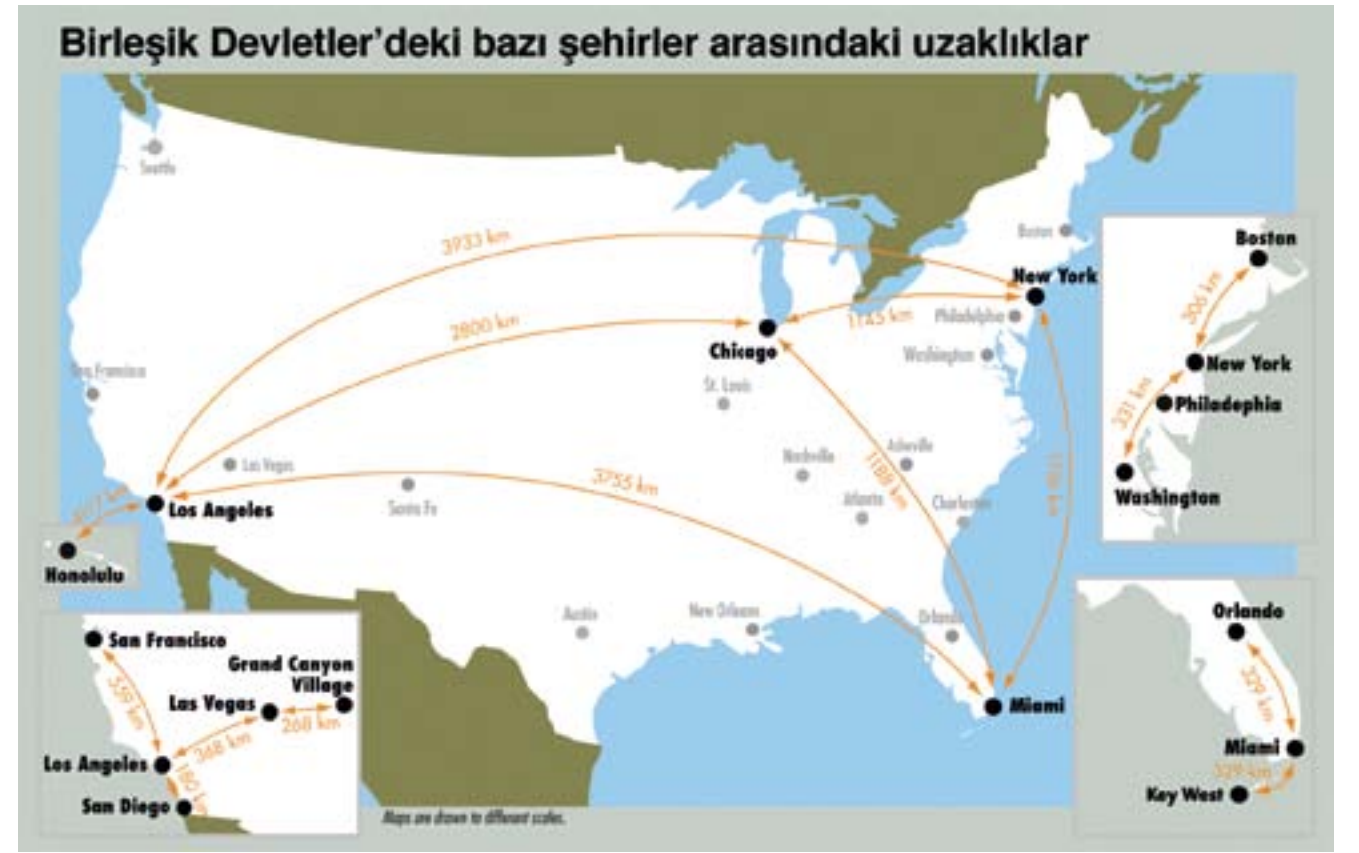 Birleşik Devletler'deki bazı şehirler arasındaki uzaklıklar
Seattle
3933 km
Boston
New York
2800 km
1145 km
Philadelphia
Chicago
Washington
San Francisco
St. Louis
Las Vegas
Asheville
Nashville
1188 km
3755 km
Santa Fe
Atlanta
Charleston
Los Angeles
Honolulu
Austin
New Orleans
Orlando
Miami
Boston
306 km
New York
331 km
Philadephia
Washington
San Francisco
559 km
Grand Canyon
Village
Las Vegas
268 km
368 km
Los Angeles
180 km
San Diego
Maps are drawn to different scales.
Orlando
329 km
Miami
329 km
Key West